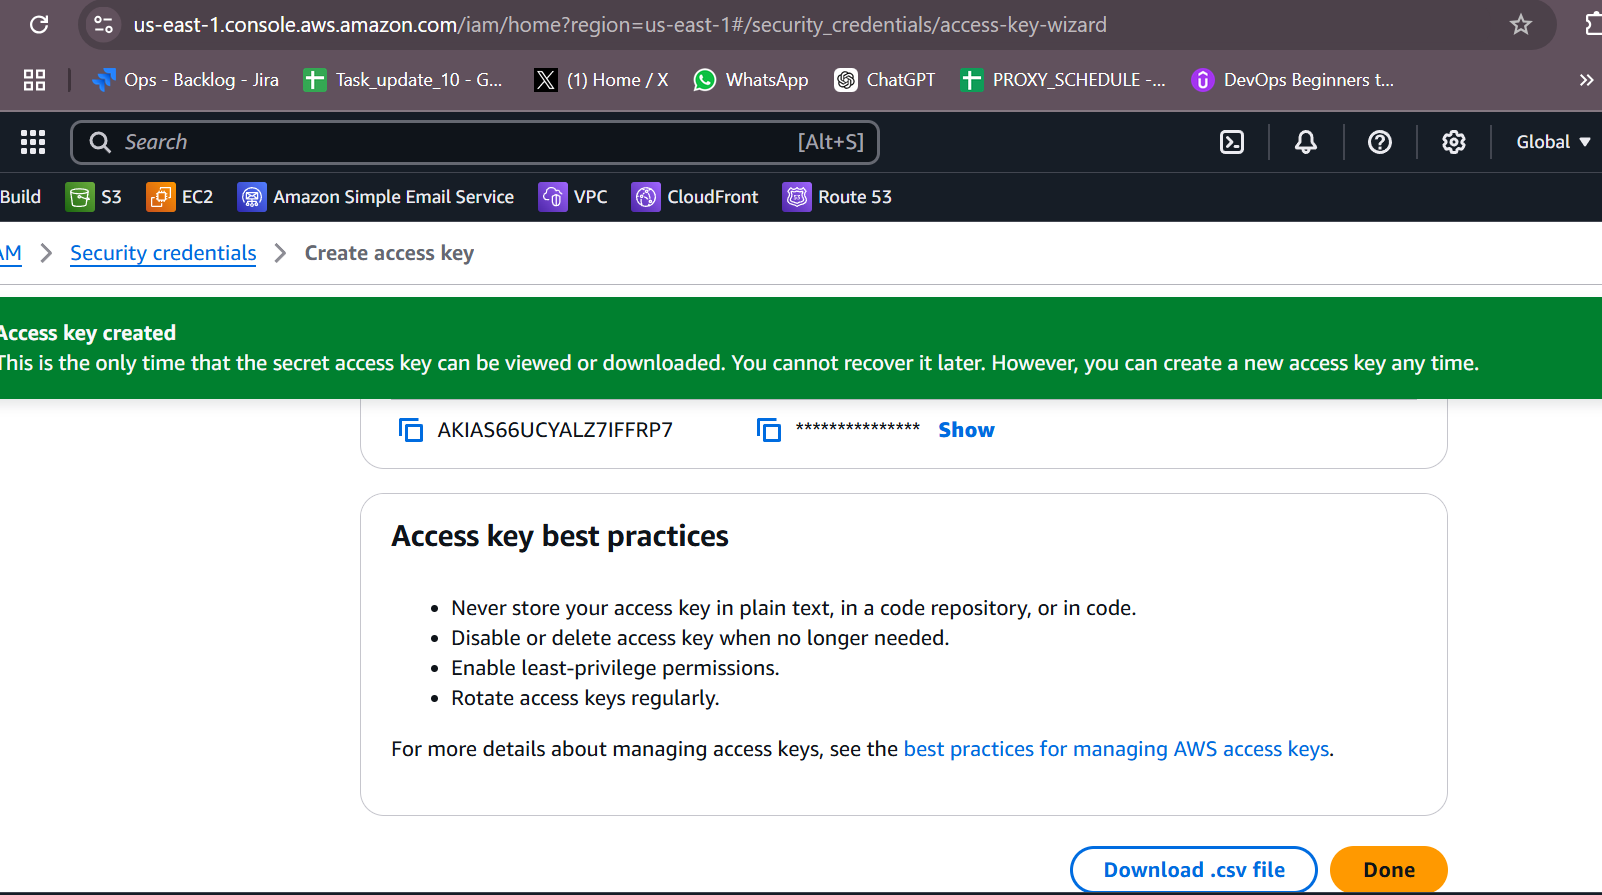 us-east-1.console.aws.amazon.com/iam/home?region=us-east-1#/security_credentials/access-key-wizard
Ops - Backlog - Jira Task_update_10 - G... (1) Home / X WhatsApp ChatGPT PROXY_SCHEDULE -... DevOps Beginners t...
Search [Alt+S] Global
Build S3 EC2 Amazon Simple Email Service VPC CloudFront Route 53
AM Security credentials Create access key
Access key created
This is the only time that the secret access key can be viewed or downloaded. You cannot recover it later. However, you can create a new access key any time.
AKIAS66UCYALZ7IFFRP7 *************** Show
Access key best practices
• Never store your access key in plain text, in a code repository, or in code.
• Disable or delete access key when no longer needed.
• Enable least-privilege permissions.
• Rotate access keys regularly.
For more details about managing access keys, see the best practices for managing AWS access keys.
Download .csv file Done